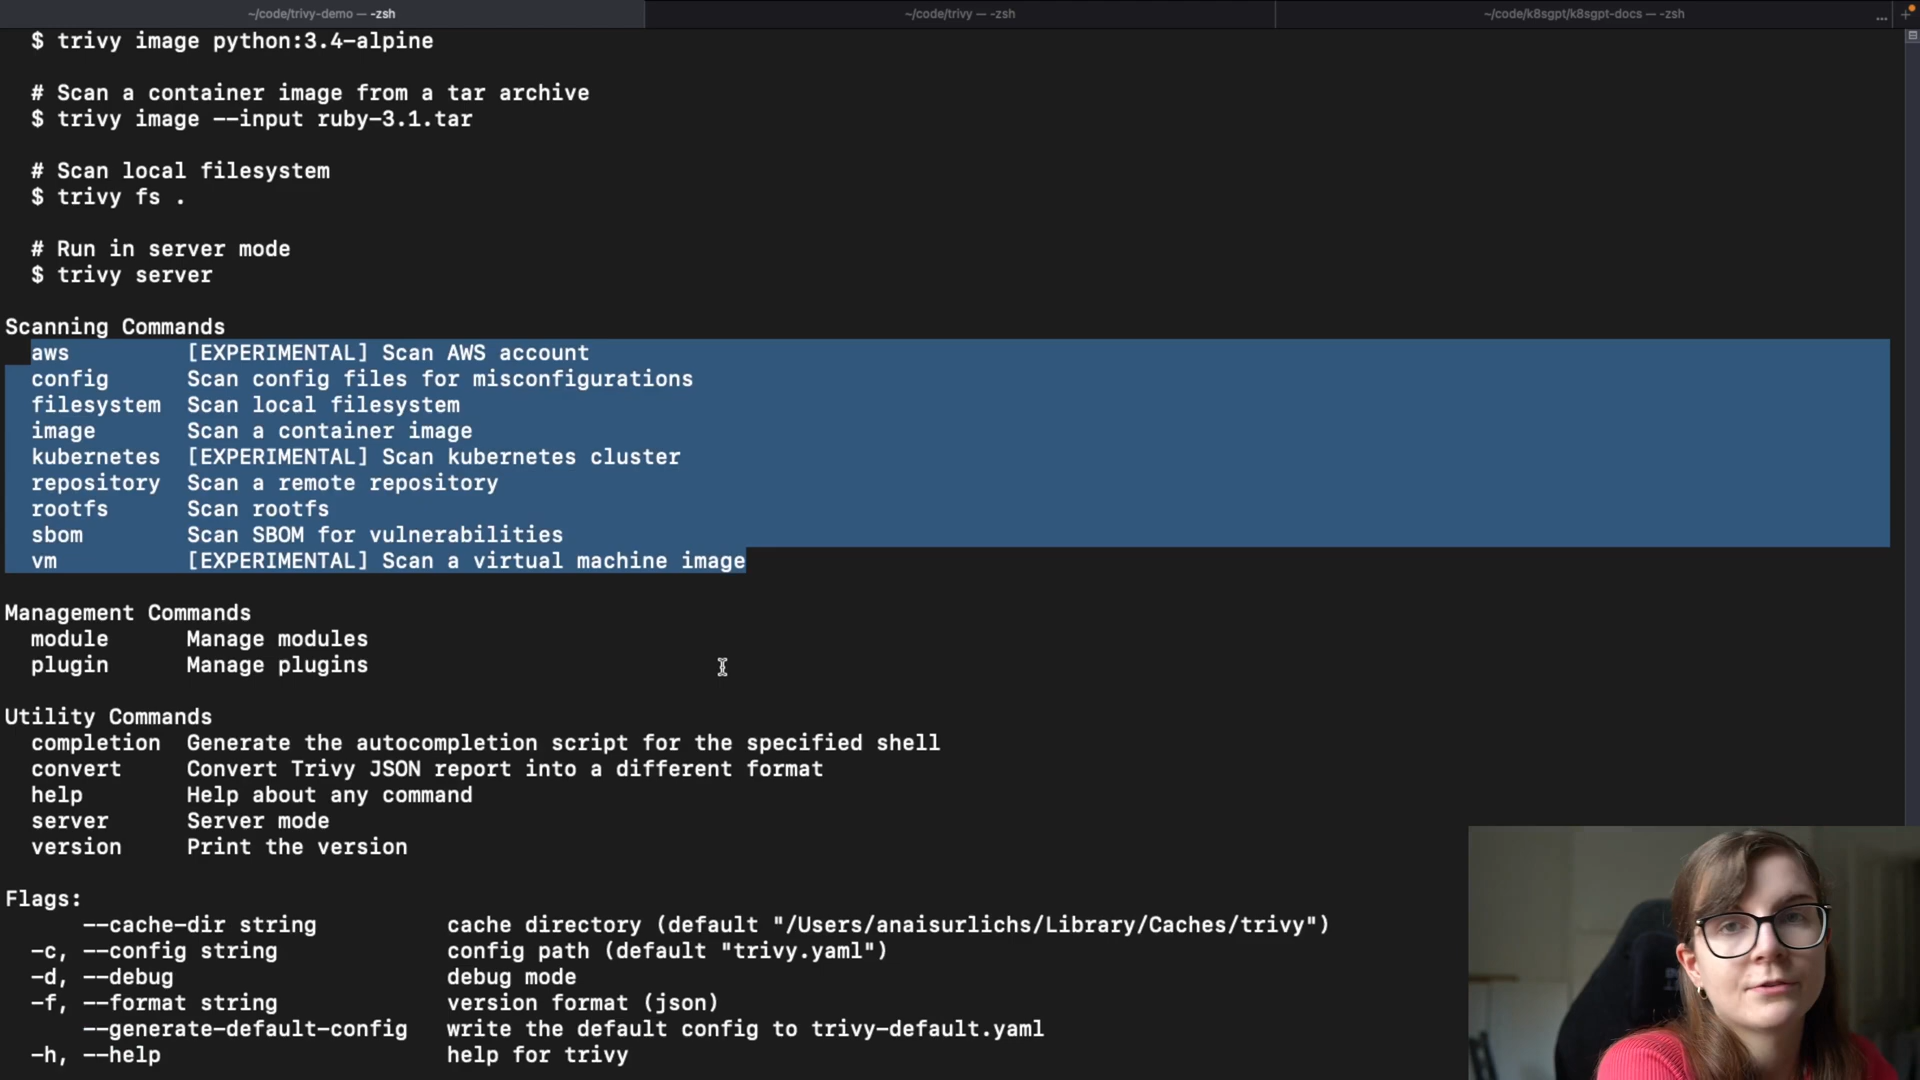 ~/code/trivy-demo — -zsh
~/code/trivy — -zsh
~/code/k8sgpt/k8sgpt-docs — -zsh
...
+
$ trivy image python:3.4-alpine
# Scan a container image from a tar archive
$ trivy image --input ruby-3.1.tar
# Scan local filesystem
$ trivy fs .
# Run in server mode
$ trivy server
Scanning Commands
aws [EXPERIMENTAL] Scan AWS account
config Scan config files for misconfigurations
filesystem Scan local filesystem
image Scan a container image
kubernetes [EXPERIMENTAL] Scan kubernetes cluster
repository Scan a remote repository
rootfs Scan rootfs
sbom Scan SBOM for vulnerabilities
vm [EXPERIMENTAL] Scan a virtual machine image
Management Commands
module Manage modules
plugin Manage plugins
Utility Commands
completion Generate the autocompletion script for the specified shell
convert Convert Trivy JSON report into a different format
help Help about any command
server Server mode
version Print the version
Flags:
--cache-dir string cache directory (default "/Users/anaisurlichs/Library/Caches/trivy")
-c, --config string config path (default "trivy.yaml")
-d, --debug debug mode
-f, --format string version format (json)
--generate-default-config write the default config to trivy-default.yaml
-h, --help help for trivy